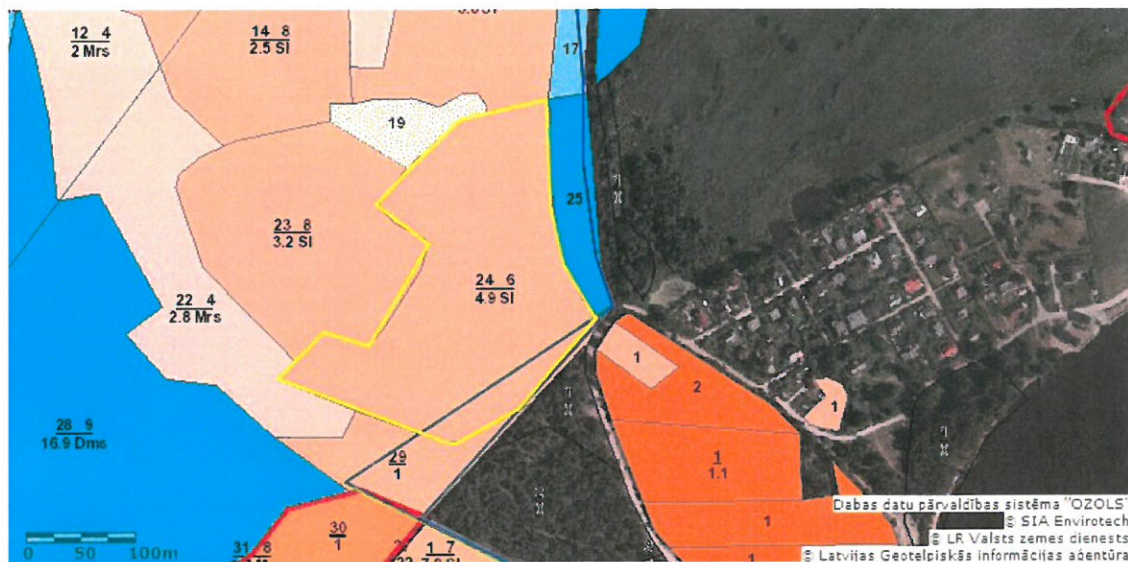 12 4
2 Mrs
14 8
2.5 Sl
17
19
25
23 8
3.2 Sl
24 6
4.9 Sl
22 4
2.8 Mrs
1
2
1
28 9
16.9 Dms
29
1
1
1.1
30
1
31 8
1 7
1
1
0 50 100m
Dabas datu pārvaldības sistēma "OZOLS"
© SIA Envirotech
© LR Valsts zemes dienests
© Latvijas Ģeotelpiskās informācijas aģentūra